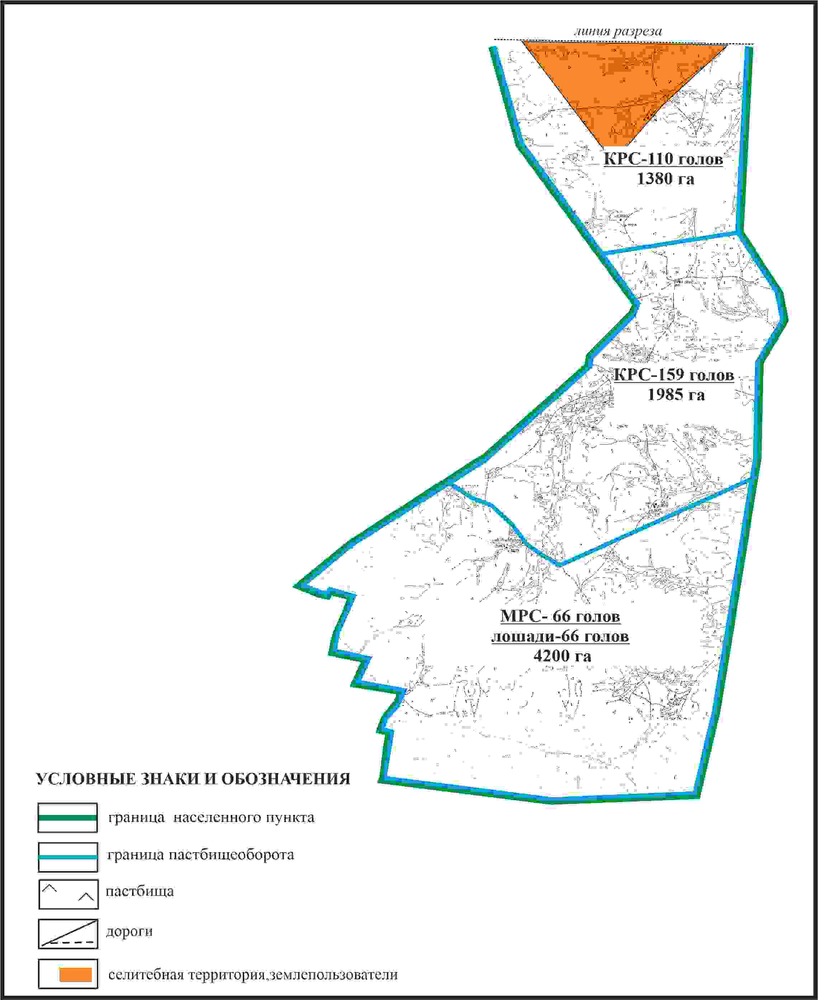 линия разреза
КРС-110 голов
1380 га
КРС-159 голов
1985 га
МРС- 66 голов
лошади-66 голов
4200 га
УСЛОВНЫЕ ЗНАКИ И ОБОЗНАЧЕНИЯ
граница населенного пункта
граница пастбищеоборота
пастбища
дороги
селитебная территория,землепользователи